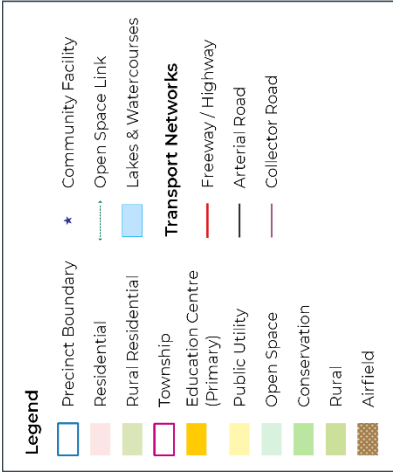 Legend
Precinct Boundary
Residential
Rural Residential
Township
Education Centre
(Primary)
Public Utility
Open Space
Conservation
Rural
Airfield
Community Facility
Open Space Link
Lakes & Watercourses
Transport Networks
Freeway / Highway
Arterial Road
Collector Road